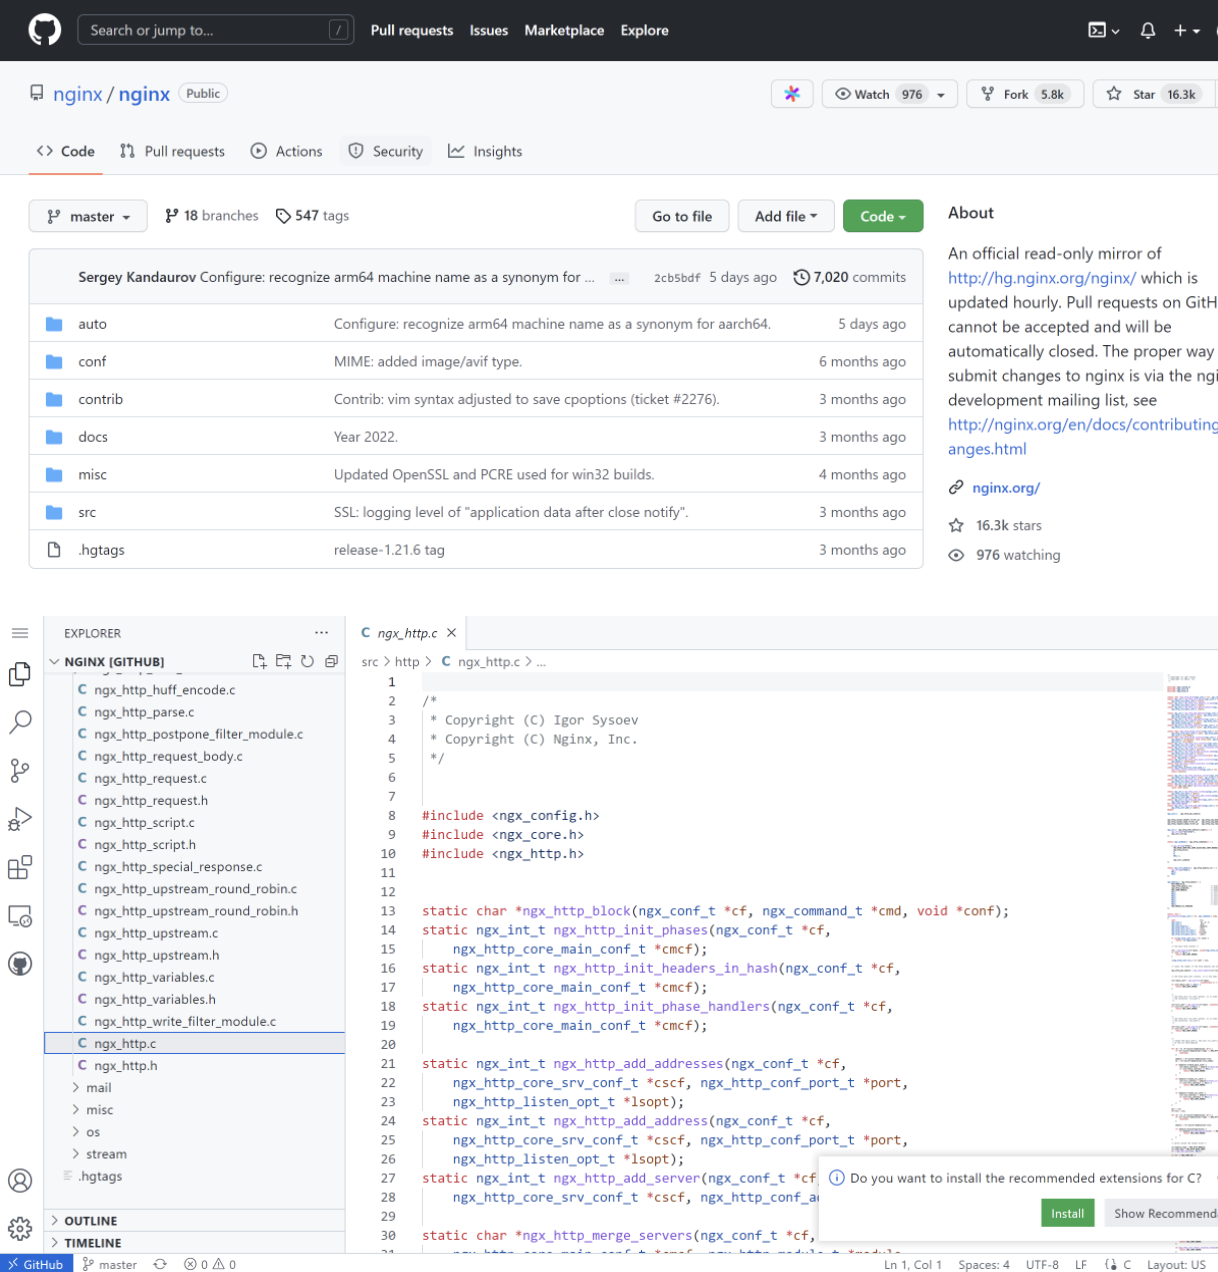 Search or jump to...
/
Pull requests Issues Marketplace Explore
nginx / nginx Public
Watch 976
Fork 5.8k
Star 16.3k
Code Pull requests Actions Security Insights
master 18 branches 547 tags
Go to file Add file Code
Sergey Kandaurov Configure: recognize arm64 machine name as a synonym for ... ... 2cb5bdf 5 days ago 7,020 commits
auto Configure: recognize arm64 machine name as a synonym for aarch64. 5 days ago
conf MIME: added image/avif type. 6 months ago
contrib Contrib: vim syntax adjusted to save cpoptions (ticket #2276). 3 months ago
docs Year 2022. 3 months ago
misc Updated OpenSSL and PCRE used for win32 builds. 4 months ago
src SSL: logging level of "application data after close notify". 3 months ago
.hgtags release-1.21.6 tag 3 months ago
About
An official read-only mirror of
http://hg.nginx.org/nginx/ which is
updated hourly. Pull requests on GitH
cannot be accepted and will be
automatically closed. The proper way
submit changes to nginx is via the ngi
development mailing list, see
http://nginx.org/en/docs/contributing
anges.html
nginx.org/
16.3k stars
976 watching
EXPLORER ...
NGINX [GITHUB]
ngx_http_huff_encode.c
C ngx_http_parse.c
C ngx_http_postpone_filter_module.c
C ngx_http_request_body.c
C ngx_http_request.c
C ngx_http_request.h
C ngx_http_script.c
C ngx_http_script.h
C ngx_http_special_response.c
C ngx_http_upstream_round_robin.c
C ngx_http_upstream_round_robin.h
C ngx_http_upstream.c
C ngx_http_upstream.h
C ngx_http_variables.c
C ngx_http_variables.h
C ngx_http_write_filter_module.c
C ngx_http.c
C ngx_http.h
> mail
> misc
> os
> stream
.hgtags
> OUTLINE
> TIMELINE
C ngx_http.c
src > http > C ngx_http.c > ...
1
2 /*
3 * Copyright (C) Igor Sysoev
4 * Copyright (C) Nginx, Inc.
5 */
6
7
8 #include <ngx_config.h>
9 #include <ngx_core.h>
10 #include <ngx_http.h>
11
12
13 static char *ngx_http_block(ngx_conf_t *cf, ngx_command_t *cmd, void *conf);
14 static ngx_int_t ngx_http_init_phases(ngx_conf_t *cf,
15 ngx_http_core_main_conf_t *cmcf);
16 static ngx_int_t ngx_http_init_headers_in_hash(ngx_conf_t *cf,
17 ngx_http_core_main_conf_t *cmcf);
18 static ngx_int_t ngx_http_init_phase_handlers(ngx_conf_t *cf,
19 ngx_http_core_main_conf_t *cmcf);
20
21 static ngx_int_t ngx_http_add_addresses(ngx_conf_t *cf,
22 ngx_http_core_srv_conf_t *cscf, ngx_http_conf_port_t *port,
23 ngx_http_listen_opt_t *lsopt);
24 static ngx_int_t ngx_http_add_address(ngx_conf_t *cf,
25 ngx_http_core_srv_conf_t *cscf, ngx_http_conf_port_t *port,
26 ngx_http_listen_opt_t *lsopt);
27 static ngx_int_t ngx_http_add_server(ngx_conf_t *cf,
28 ngx_http_core_srv_conf_t *cscf, ngx_http_conf_a
29
30 static char *ngx_http_merge_servers(ngx_conf_t *cf,
Do you want to install the recommended extensions for C?
Install Show Recommend
GitHub master 0 0 Ln 1, Col 1 Spaces: 4 UTF-8 LF C Layout: US